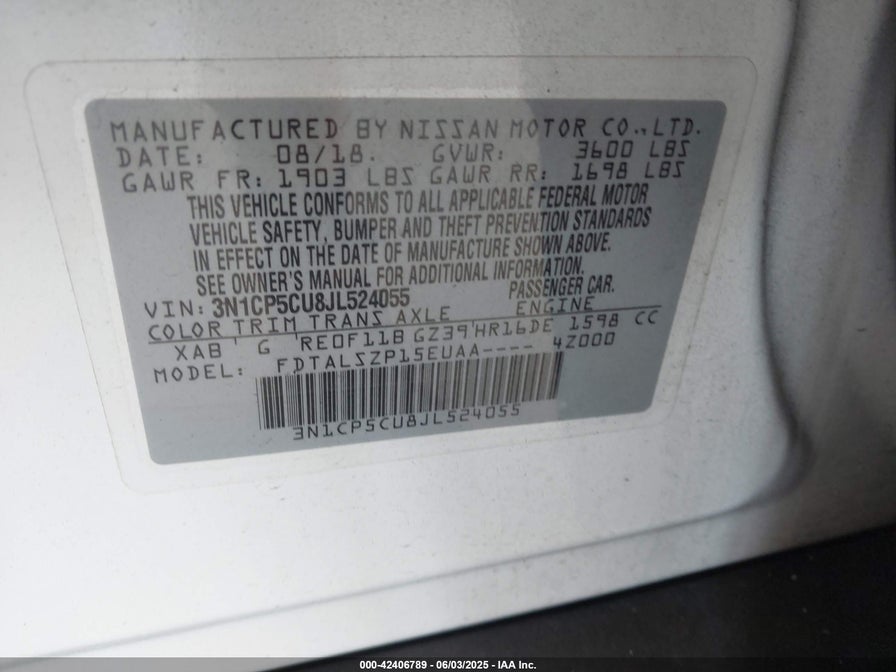 MANUFACTURED BY NISSAN MOTOR CO.,LTD.
DATE: 08/18. GVWR: 3600 LBS
GAWR FR: 1903 LBS GAWR RR: 1698 LBS
THIS VEHICLE CONFORMS TO ALL APPLICABLE FEDERAL MOTOR
VEHICLE SAFETY, BUMPER AND THEFT PREVENTION STANDARDS
IN EFFECT ON THE DATE OF MANUFACTURE SHOWN ABOVE.
SEE OWNER'S MANUAL FOR ADDITIONAL INFORMATION.
VIN: 3N1CP5CU8JL524055 PASSENGER CAR.
COLOR TRIM TRANS AXLE ENGINE
XAB G RE0F11B GZ39 HR16DE 1598 CC
MODEL: FDTALSZP15EUAA---- 4Z000
3N1CP5CU8JL524055
000-42406789 - 06/03/2025 - IAA Inc.